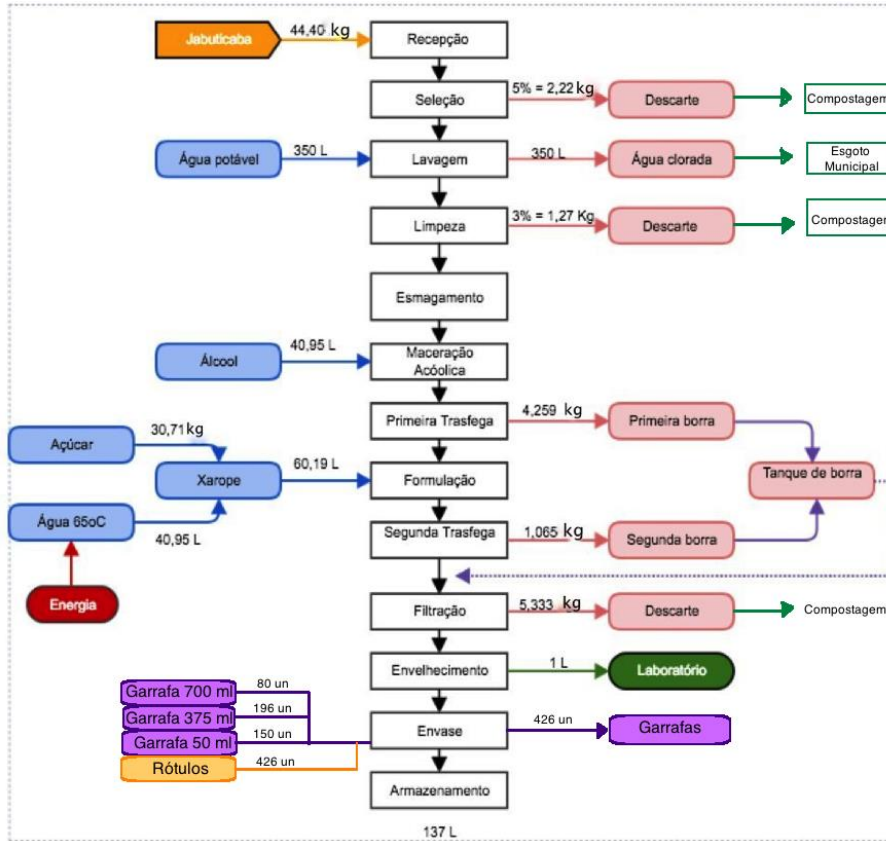 Jabuticaba
44,40 kg
Recepção
Seleção
5% = 2,22 kg
Descarte
Compostagem
Água potável
350 L
Lavagem
350 L
Água clorada
Esgoto
Municipal
Limpeza
3% = 1,27 Kg
Descarte
Compostagem
Esmagamento
Álcool
40,95 L
Maceração
Acóolica
Primeira Trasfega
4,259 kg
Primeira borra
Açúcar
30,71 kg
Xarope
60,19 L
Formulação
Tanque de borra
Água 65oC
40,95 L
Segunda Trasfega
1,065 kg
Segunda borra
Energia
Filtração
5,333 kg
Descarte
Compostagem
Envelhecimento
1 L
Laboratório
Garrafa 700 ml
80 un
Garrafa 375 ml
196 un
Garrafa 50 ml
150 un
Envase
426 un
Garrafas
Rótulos
426 un
Armazenamento
137 L